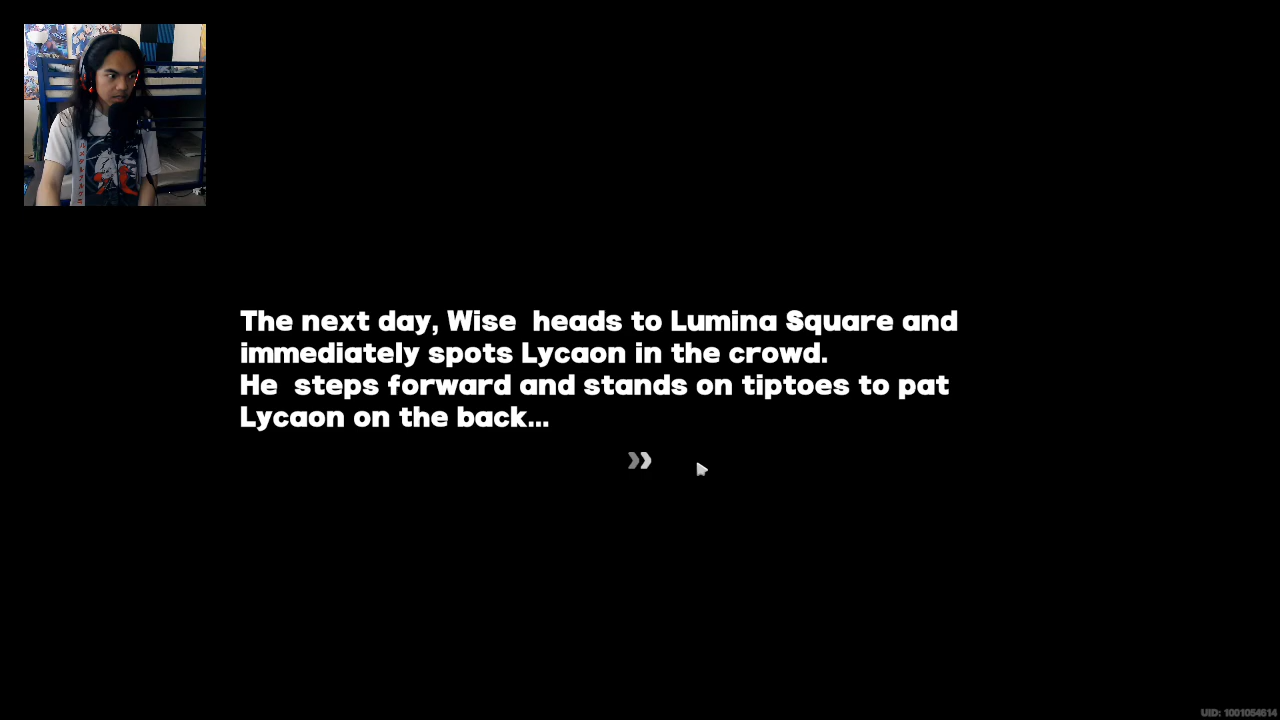 The next day, Wise  heads to Lumina Square and
immediately spots Lycaon in the crowd.
He  steps forward and stands on tiptoes to pat
Lycaon on the back...
UID: 1001054614